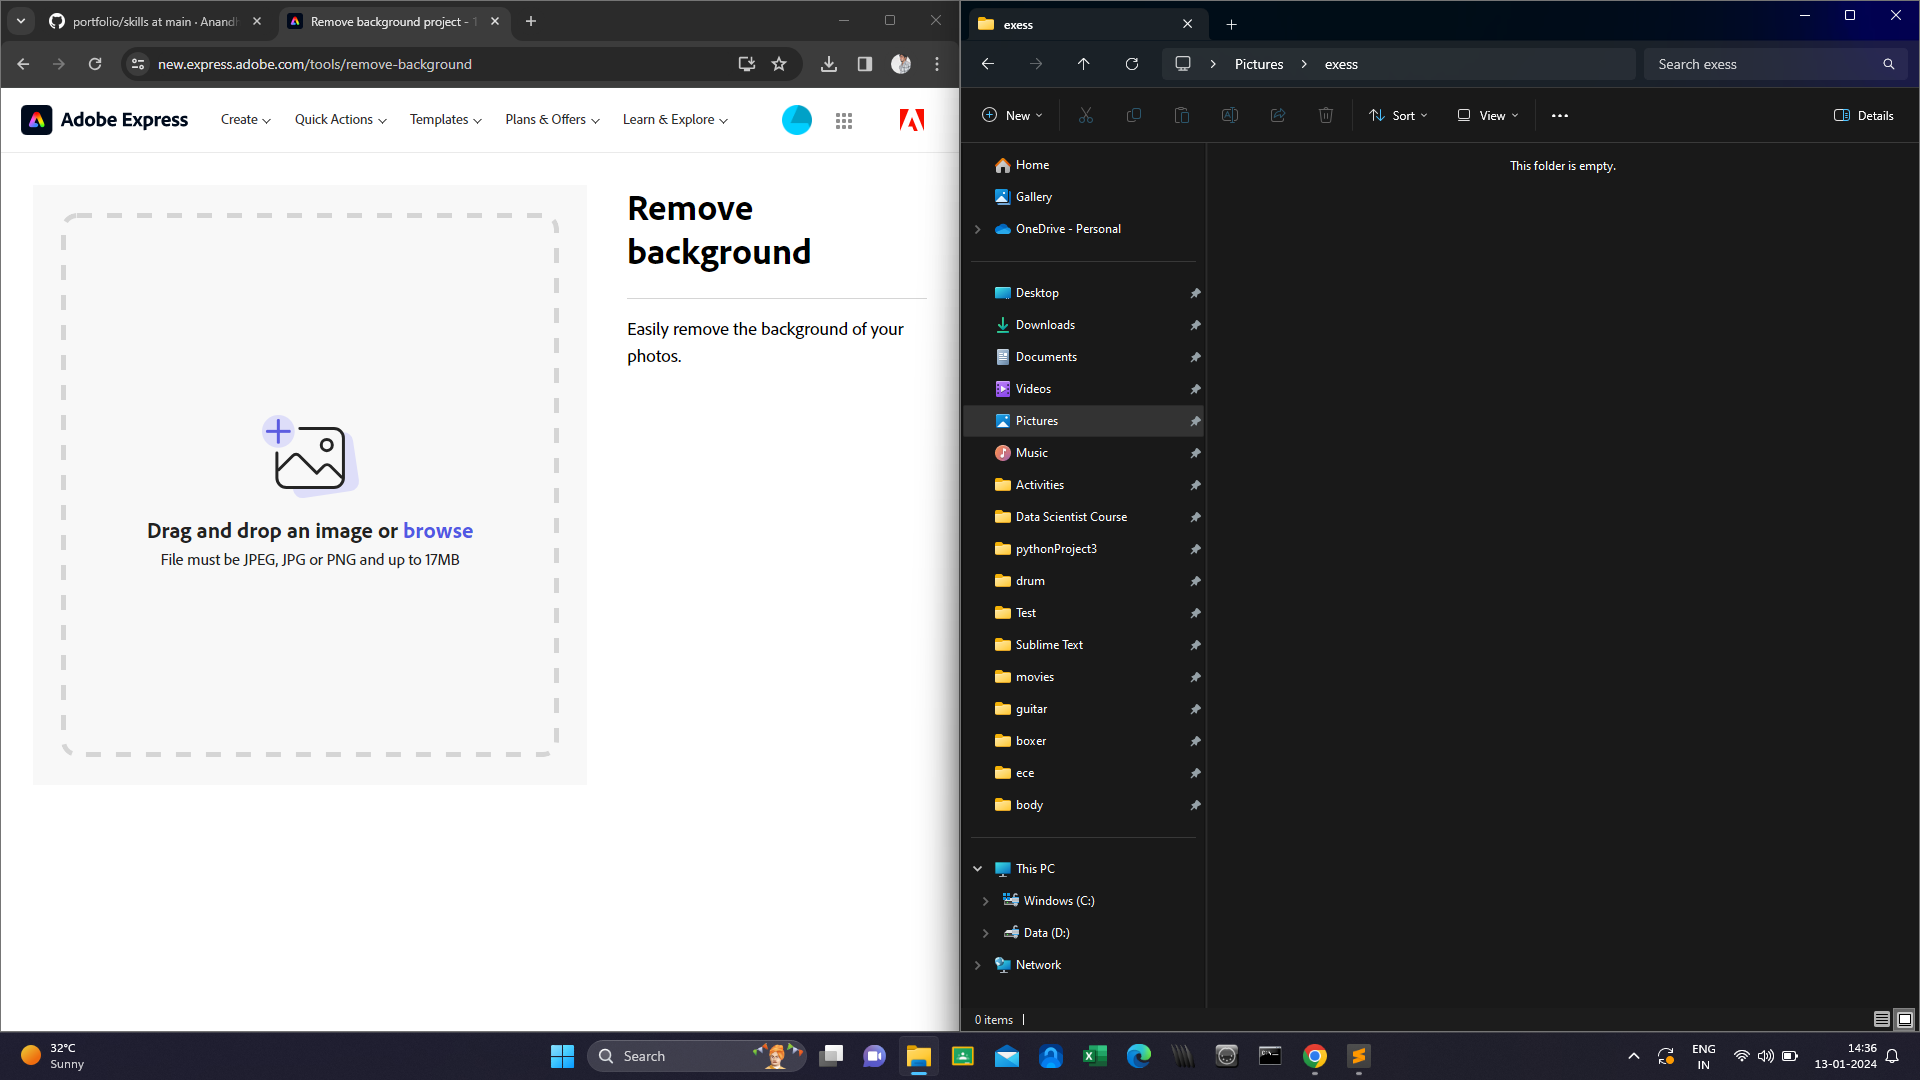 portfolio/skills at main · Anand
Remove background project - 1
new.express.adobe.com/tools/remove-background
Adobe Express
Create
Quick Actions
Templates
Plans & Offers
Learn & Explore
Remove
background
Easily remove the background of your
photos.
Drag and drop an image or browse
File must be JPEG, JPG or PNG and up to 17MB
exess
Pictures
exess
Search exess
New
Sort
View
Details
Home
Gallery
OneDrive - Personal
Desktop
Downloads
Documents
Videos
Pictures
Music
Activities
Data Scientist Course
pythonProject3
drum
Test
Sublime Text
movies
guitar
boxer
ece
body
This PC
Windows (C:)
Data (D:)
Network
This folder is empty.
0 items
32°C
Sunny
Search
ENG
IN
14:36
13-01-2024